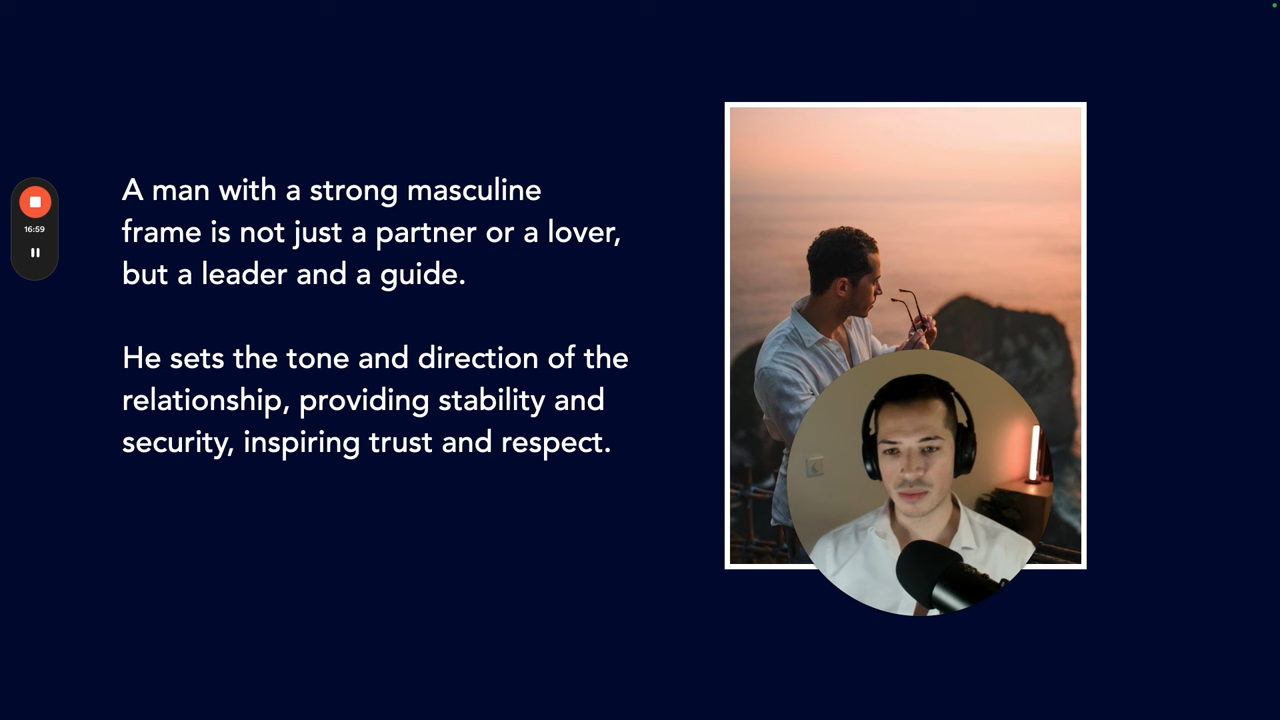 A man with a strong masculine
frame is not just a partner or a lover,
but a leader and a guide.
He sets the tone and direction of the
relationship, providing stability and
security, inspiring trust and respect.
16:59